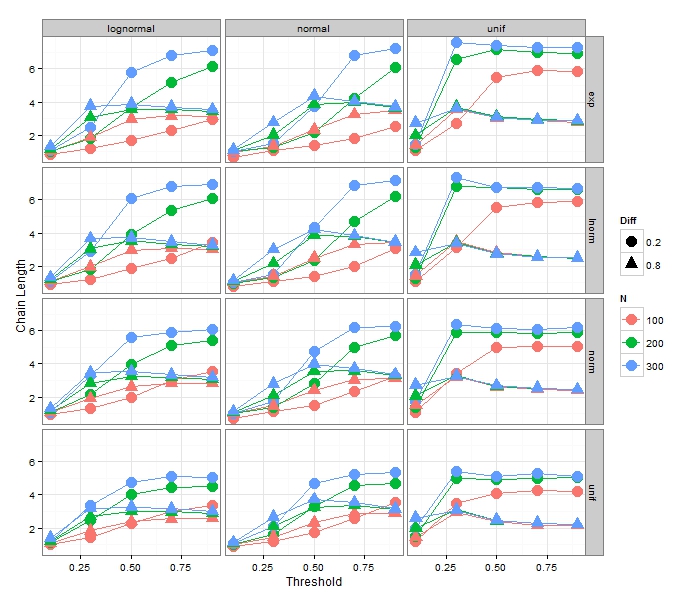 lognormal normal unif
6
4
2
exp
6
4
2
lnorm
6
4
2
norm
6
4
2
unif
0.25 0.50 0.75 0.25 0.50 0.75 0.25 0.50 0.75
Threshold
Chain Length
Diff
0.2
0.8
N
100
200
300